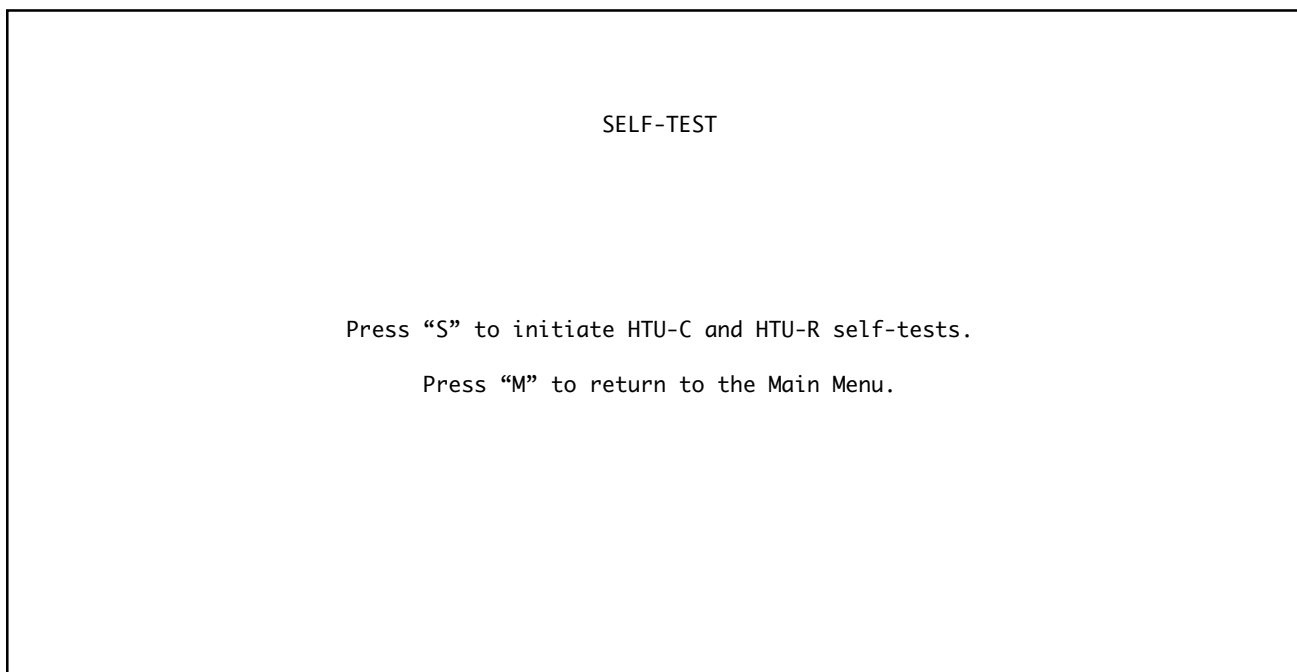 SELF-TEST
Press “S” to initiate HTU-C and HTU-R self-tests.
Press “M” to return to the Main Menu.